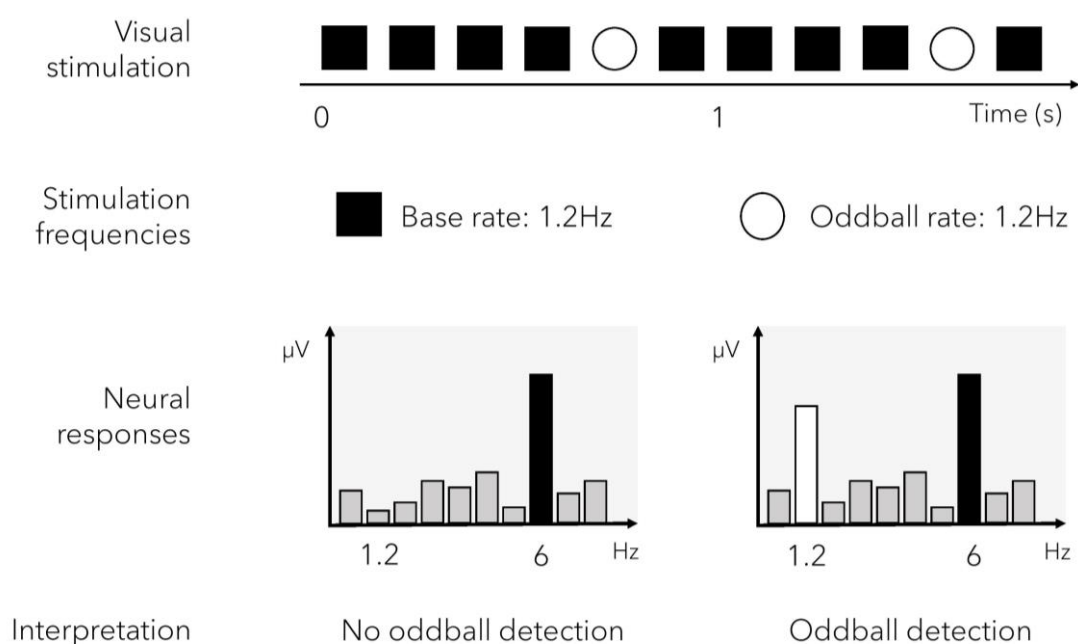 Visual
stimulation
0 1 Time (s)
Stimulation
frequencies
Base rate: 1.2Hz Oddball rate: 1.2Hz
Neural
responses
µV µV
1.2 6 Hz 1.2 6 Hz
Interpretation No oddball detection Oddball detection